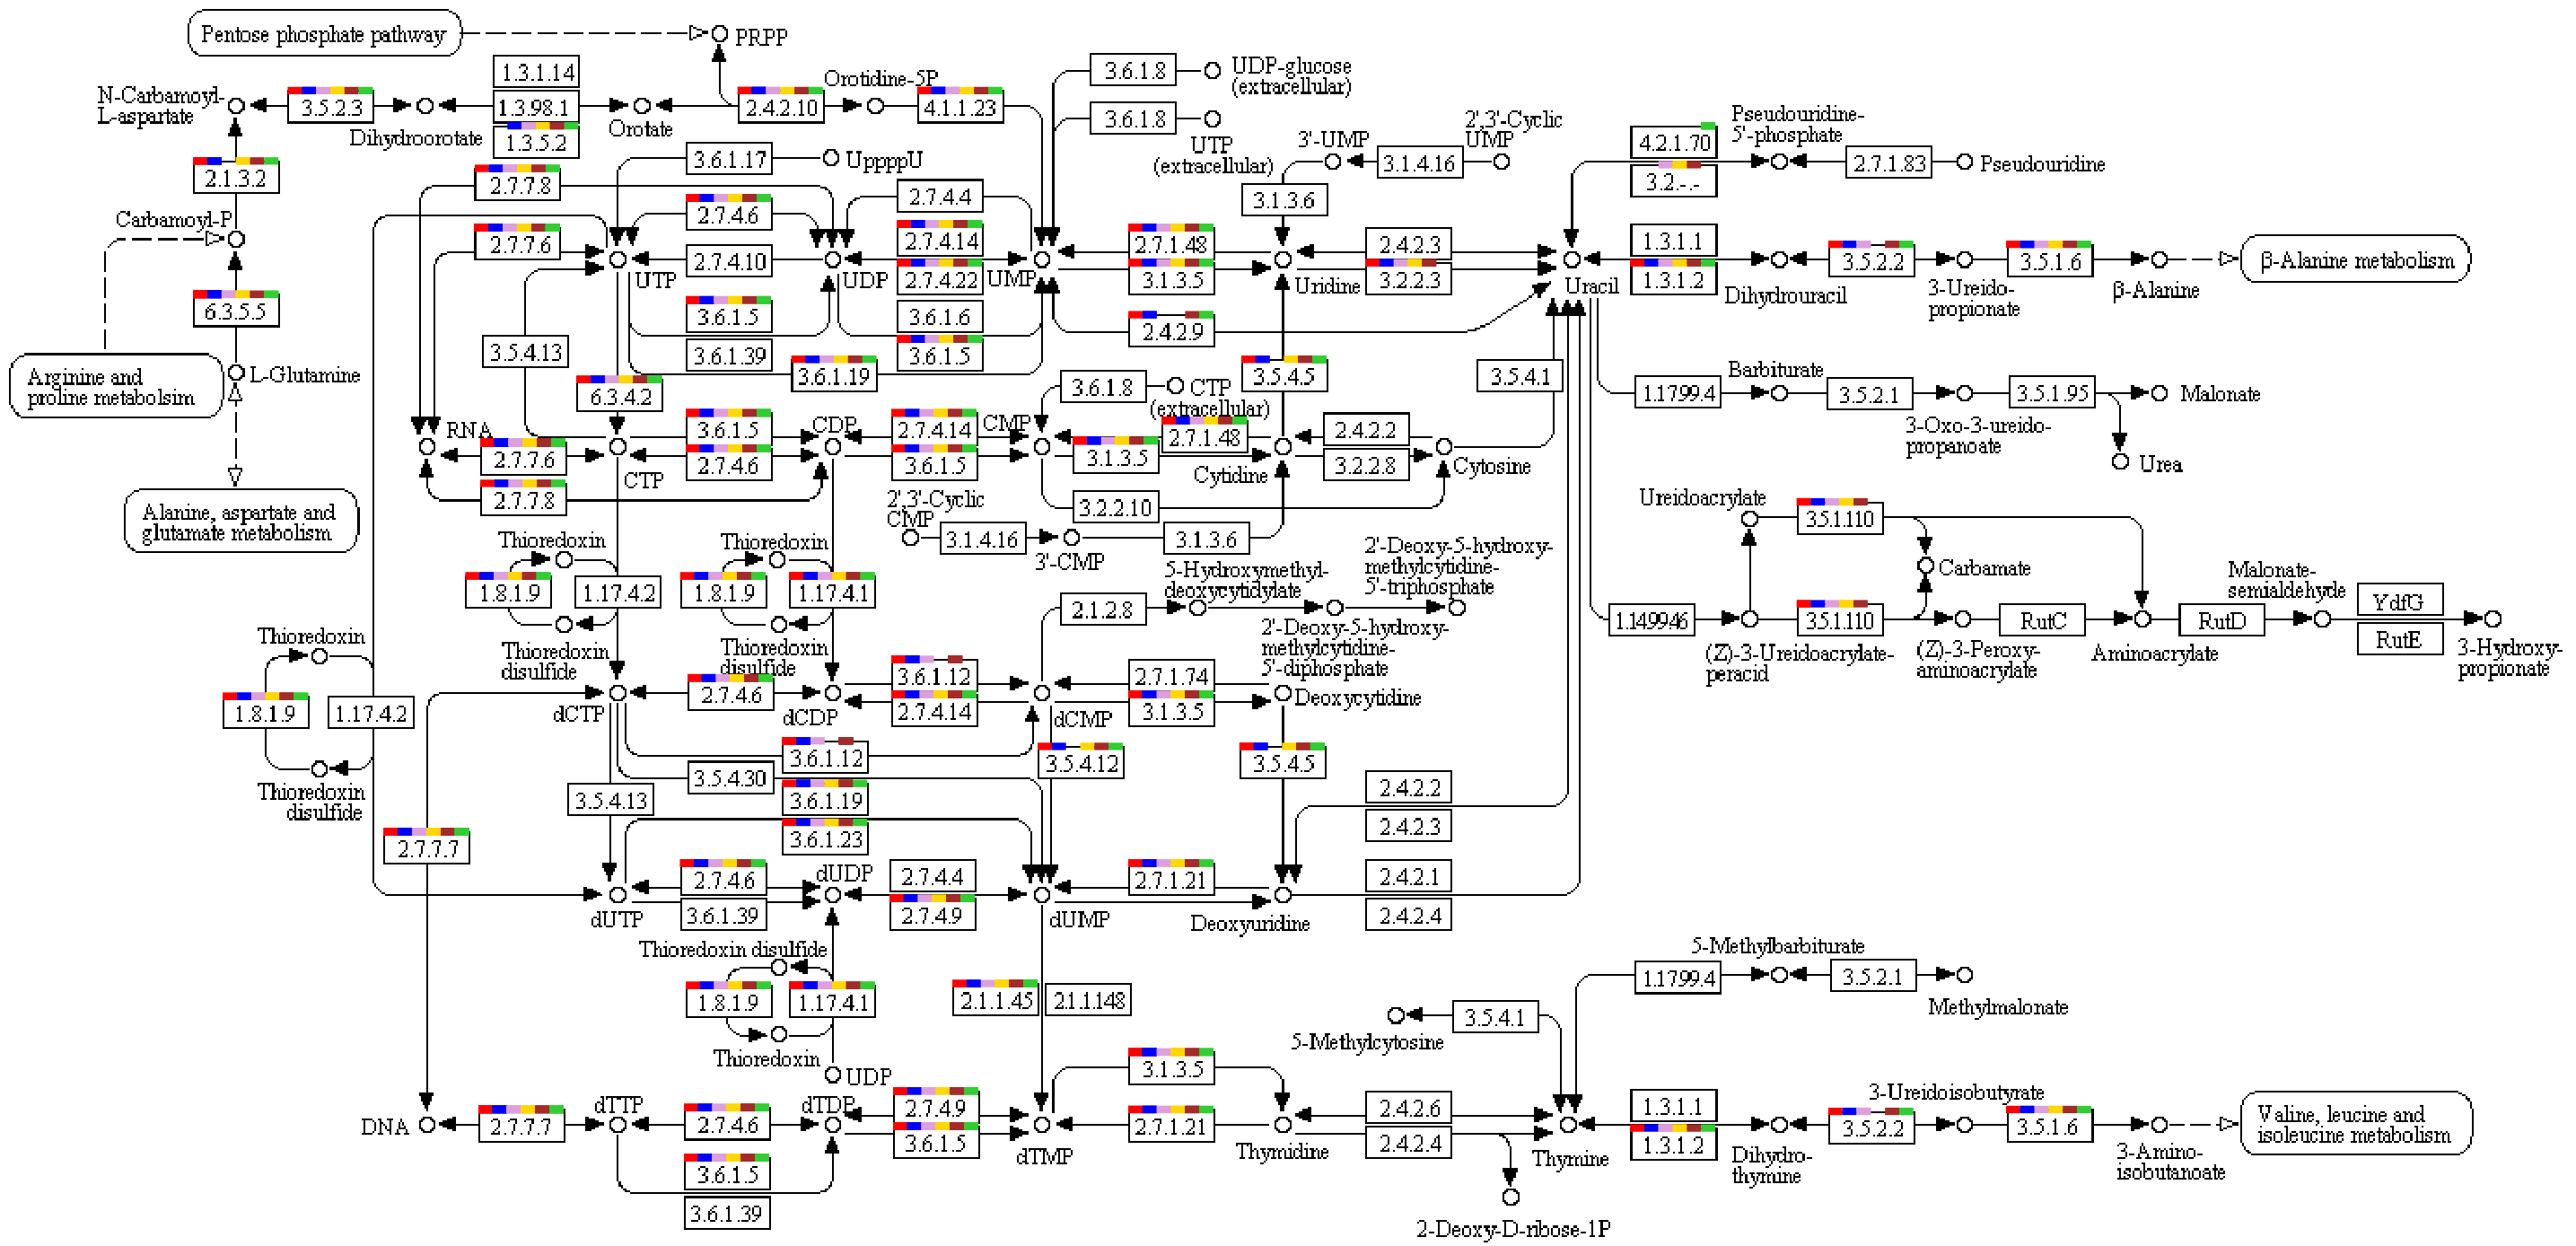 Pentose phosphate pathway
PRPP
1.3.1.14
Orotidine-5P
3.6.1.8
UDP-glucose
(extracellular)
N-Carbamoyl-
L-aspartate
3.5.2.3
1.3.98.1
2.4.2.10
4.1.1.23
Dihydroorotate
Orotate
1.3.5.2
3.6.1.8
UTP
(extracellular)
3'-UMP
2',3'-Cyclic
UMP
4.2.1.70
Pseudouridine-
5'-phosphate
3.6.1.17
UppppU
3.1.4.16
2.7.1.83
Pseudouridine
2.1.3.2
2.7.7.8
3.2.-.-
2.7.4.6
2.7.4.4
3.1.3.6
Carbamoyl-P
2.7.7.6
2.7.4.14
2.7.1.48
2.4.2.3
1.3.1.1
2.7.4.10
3.5.2.2
3.5.1.6
β-Alanine metabolism
UTP
UDP
2.7.4.22
UMP
3.1.3.5
Uridine
3.2.2.3
Uracil
1.3.1.2
Dihydrouracil
3-Ureido-
propionate
β-Alanine
6.3.5.5
3.6.1.5
3.6.1.6
2.4.2.9
3.5.4.13
3.6.1.39
3.6.1.5
3.5.4.1
Arginine and
proline metabolsim
L-Glutamine
3.6.1.19
3.5.4.5
Barbiturate
6.3.4.2
3.6.1.8
CTP
(extracellular)
1.1799.4
3.5.2.1
3.5.1.95
Malonate
RNA
3.6.1.5
CDP
2.7.4.14
CMP
2.7.1.48
2.4.2.2
3-Oxo-3-ureido-
propanoate
2.7.7.6
2.7.4.6
3.6.1.5
3.1.3.5
3.2.2.8
Cytosine
Urea
CTP
Cytidine
2.7.7.8
2',3'-Cyclic
CMP
3.2.2.10
Ureidoacrylate
Alanine, aspartate and
glutamate metabolism
3.1.4.16
3'-CMP
3.1.3.6
35.1.110
Thioredoxin
Thioredoxin
2'-Deoxy-5-hydroxy-
methylcytidine-
5'-triphosphate
5-Hydroxymethyl-
deoxycytidylate
Carbamate
1.8.1.9
1.17.4.2
1.8.1.9
1.17.4.1
2.1.2.8
Malonate-
semialdehyde
YdfG
1.149946
35.1.110
RutC
RutD
Thioredoxin
Thioredoxin
disulfide
Thioredoxin
disulfide
2'-Deoxy-5-hydroxy-
methylcytidine-
5'-diphosphate
(Z)-3-Ureidoacrylate-
peracid
(Z)-3-Peroxy-
aminoacrylate
Aminoacrylate
RutE
3-Hydroxy-
propionate
3.6.1.12
2.7.1.74
1.8.1.9
1.17.4.2
2.7.4.6
Deoxycytidine
dCTP
dCDP
2.7.4.14
dCMP
3.1.3.5
3.6.1.12
3.5.4.12
3.5.4.5
3.5.4.30
Thioredoxin
disulfide
3.5.4.13
3.6.1.19
2.4.2.2
2.7.7.7
3.6.1.23
2.4.2.3
2.7.4.6
dUDP
2.7.4.4
2.7.1.21
2.4.2.1
dUTP
3.6.1.39
2.7.4.9
dUMP
Deoxyuridine
2.4.2.4
Thioredoxin disulfide
5-Methylbarbiturate
1.8.1.9
1.17.4.1
2.1.1.45
21.1.148
1.1799.4
3.5.2.1
Methylmalonate
3.5.4.1
5-Methylcytosine
Thioredoxin
UDP
3.1.3.5
DNA
2.7.7.7
dTTP
2.7.4.6
dTDP
2.7.4.9
2.4.2.6
1.3.1.1
3-Ureidoisobutyrate
3.6.1.5
dTMP
2.7.1.21
Thymidine
2.4.2.4
Thymine
1.3.1.2
Dihydro-
thymine
3.5.2.2
3.5.1.6
Valine, leucine and
isoleucine metabolism
3.6.1.5
3-Amino-
isobutanoate
3.6.1.39
2-Deoxy-D-ribose-1P